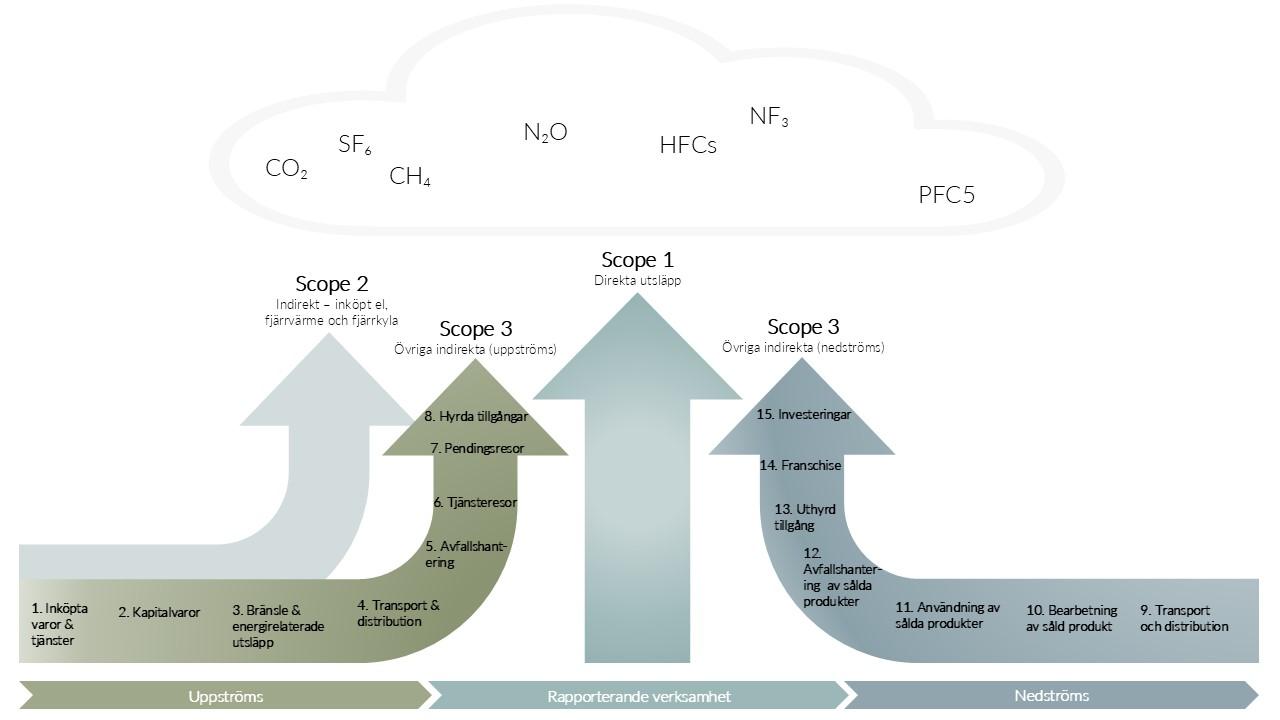 NF₃
N₂O
SF₆
HFCs
CO₂
CH₄
PFC5
Scope 2
Indirekt – inköpt el,
fjärrvärme och fjärrkyla
Scope 3
Övriga indirekta (uppströms)
Scope 1
Direkta utsläpp
Scope 3
Övriga indirekta (nedströms)
8. Hyrda tillgångar
7. Pendingsresor
6. Tjänsteresor
5. Avfallshant-
ering
4. Transport &
distribution
3. Bränsle &
energirelaterade
utsläpp
2. Kapitalvaror
1. Inköpta
varor &
tjänster
15. Investeringar
14. Franschise
13. Uthyrd
tillgång
12.
Avfallshanter-
ing av sålda
produkter
11. Användning av
sålda produkter
10. Bearbetning
av såld produkt
9. Transport
och distribution
Uppströms
Rapporterande verksamhet
Nedströms